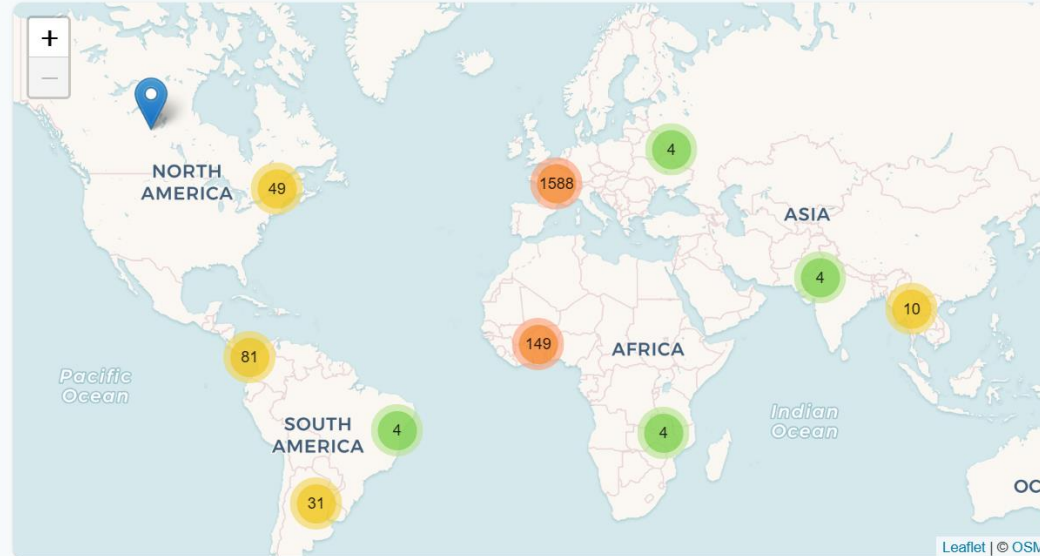 +
−
NORTH
AMERICA
49
1588
4
ASIA
4
10
81
149
AFRICA
Pacific
Ocean
SOUTH
AMERICA
4
4
Indian
Ocean
31
OC
Leaflet | © OSM